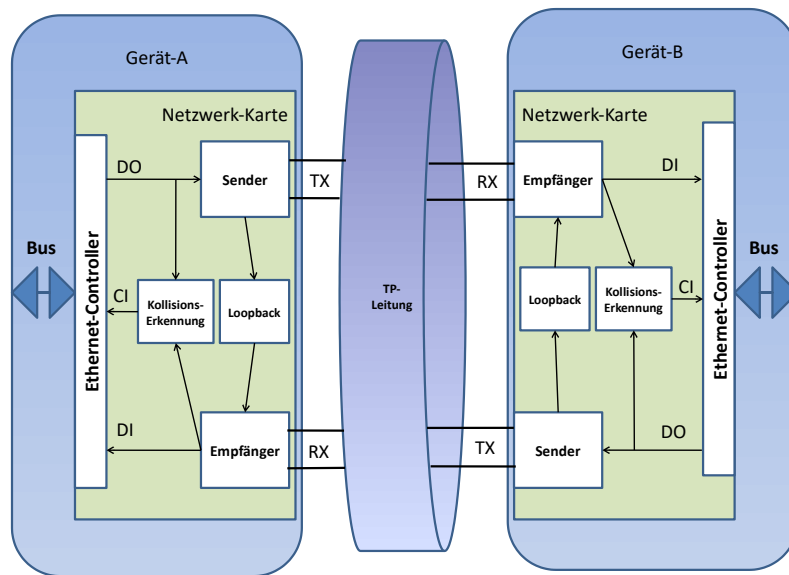 Gerät-A
Netzwerk-Karte
DO
Sender
TX
Bus
Ethernet-Controller
CI
Kollisions-
Erkennung
Loopback
DI
Empfänger
RX
TP-
Leitung
Gerät-B
Netzwerk-Karte
RX
Empfänger
DI
Loopback
Kollisions-
Erkennung
CI
Ethernet-Controller
Bus
TX
Sender
DO